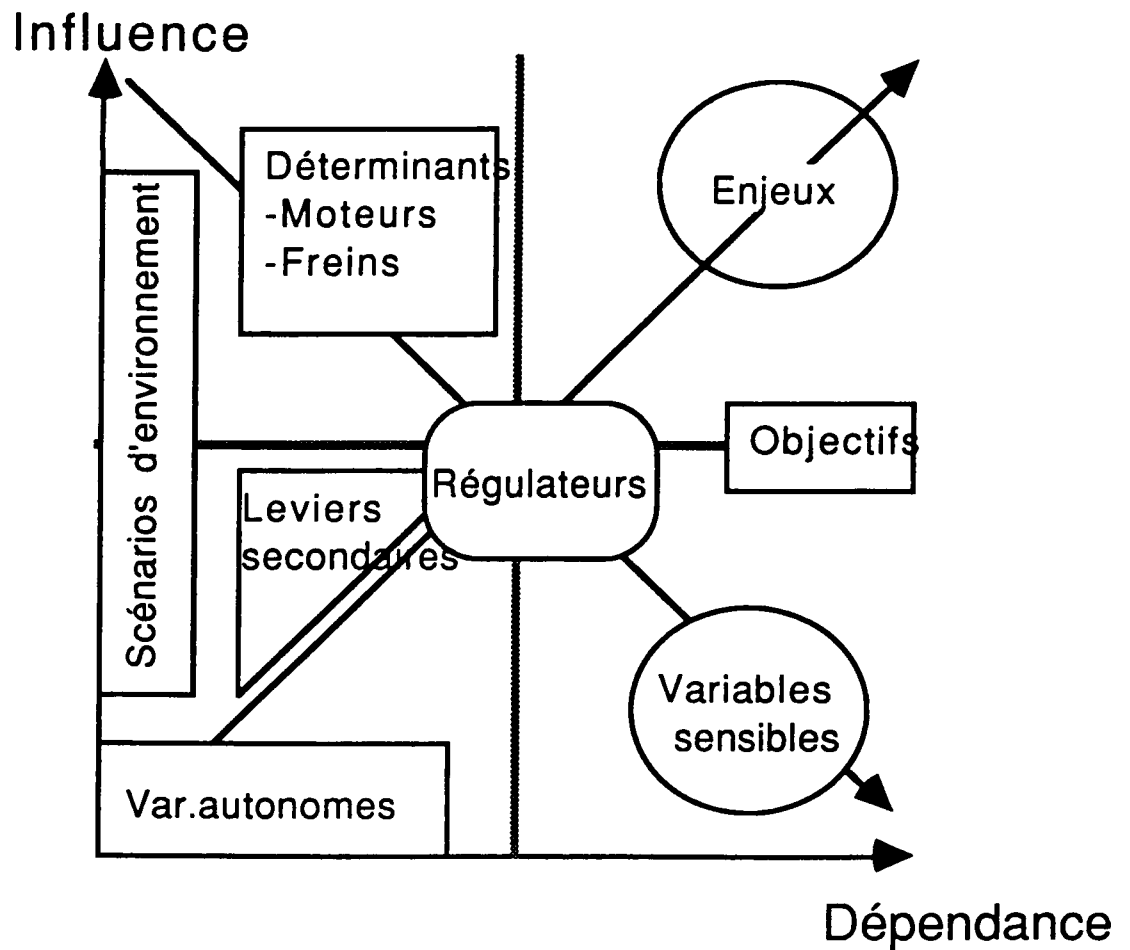 Influence
Déterminants
-Moteurs
-Freins
Enjeux
Scénarios d'environnement
Objectifs
Régulateurs
Leviers
secondaires
Variables
sensibles
Var.autonomes
Dépendance